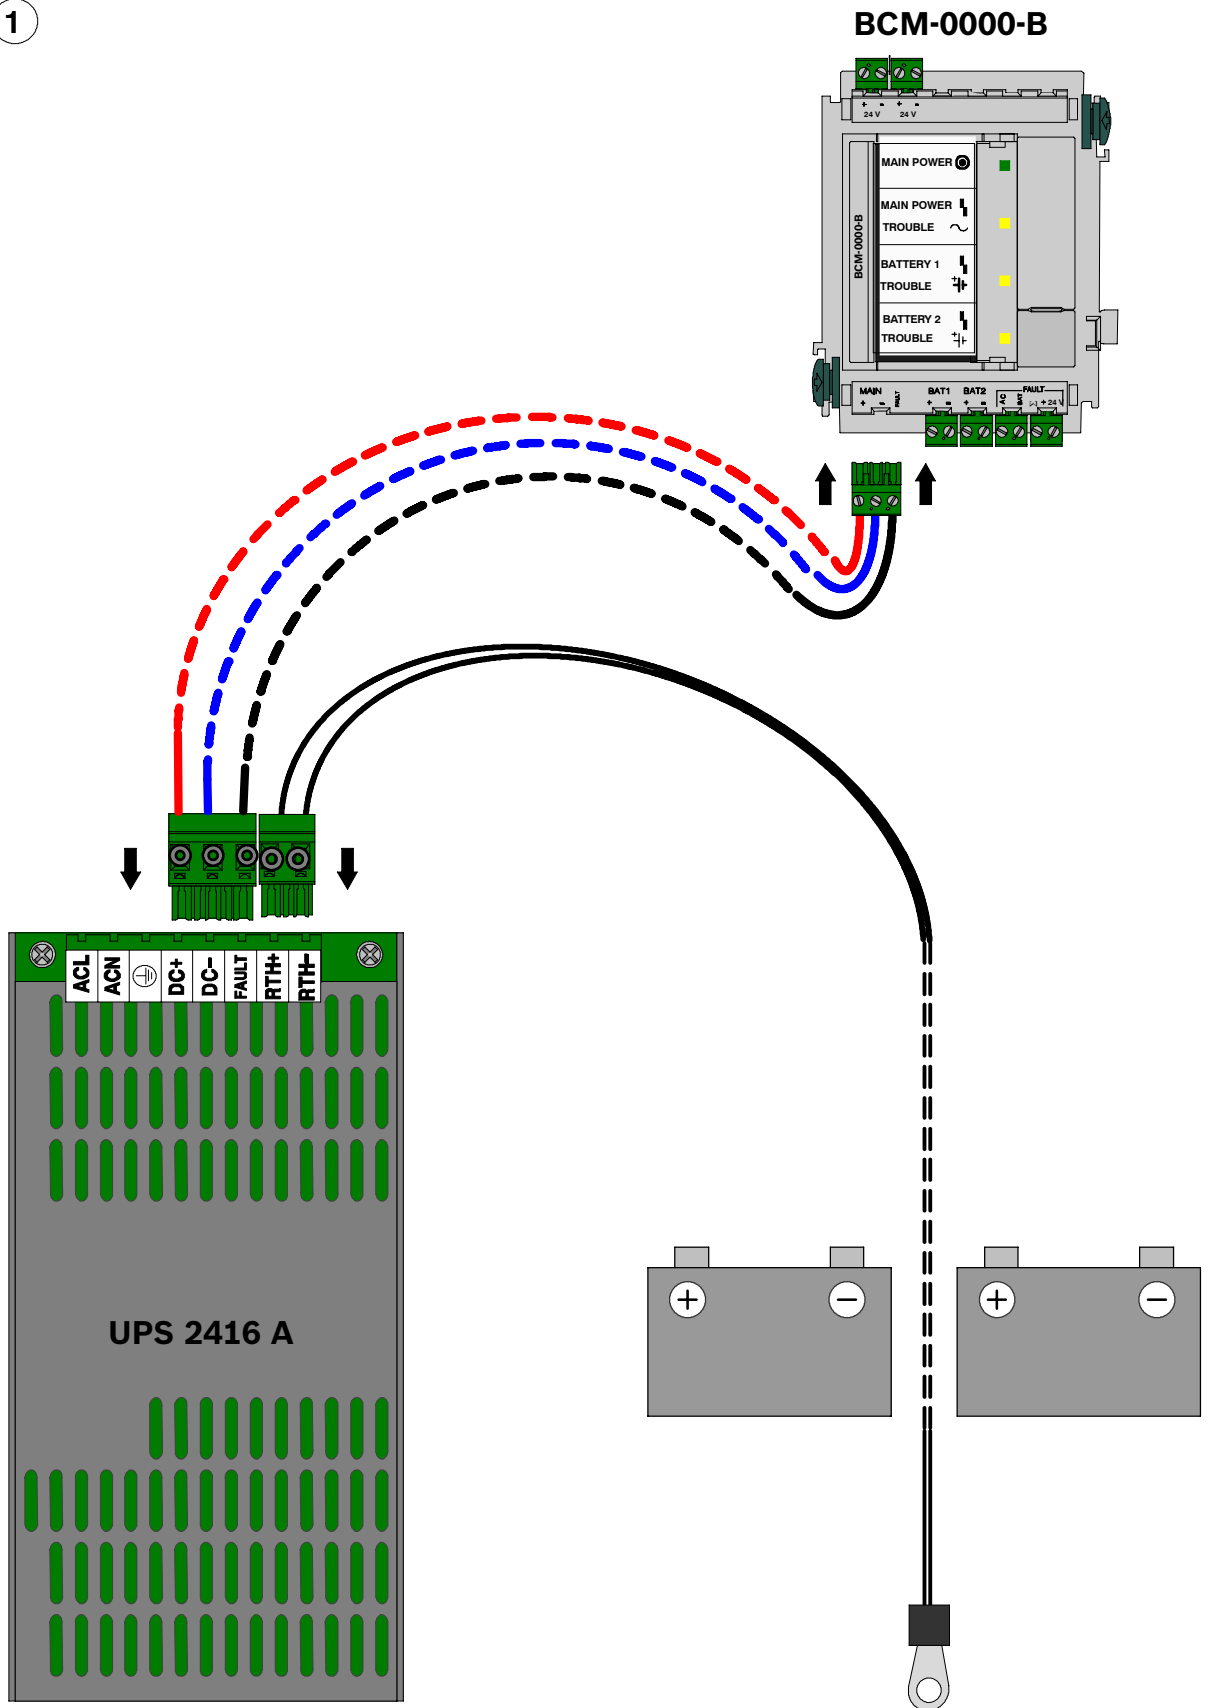 1
BCM-0000-B
+ - + -
24 V 24 V
MAIN POWER
MAIN POWER
TROUBLE
BATTERY 1
TROUBLE
BATTERY 2
TROUBLE
BCM-0000-B
MAIN BAT1 BAT2 FAULT
+ - FAULT + - + - AC BAT + 24 V
ACL ACN DC+ DC- FAULT RTH+ RTH-
+ - + -
UPS 2416 A